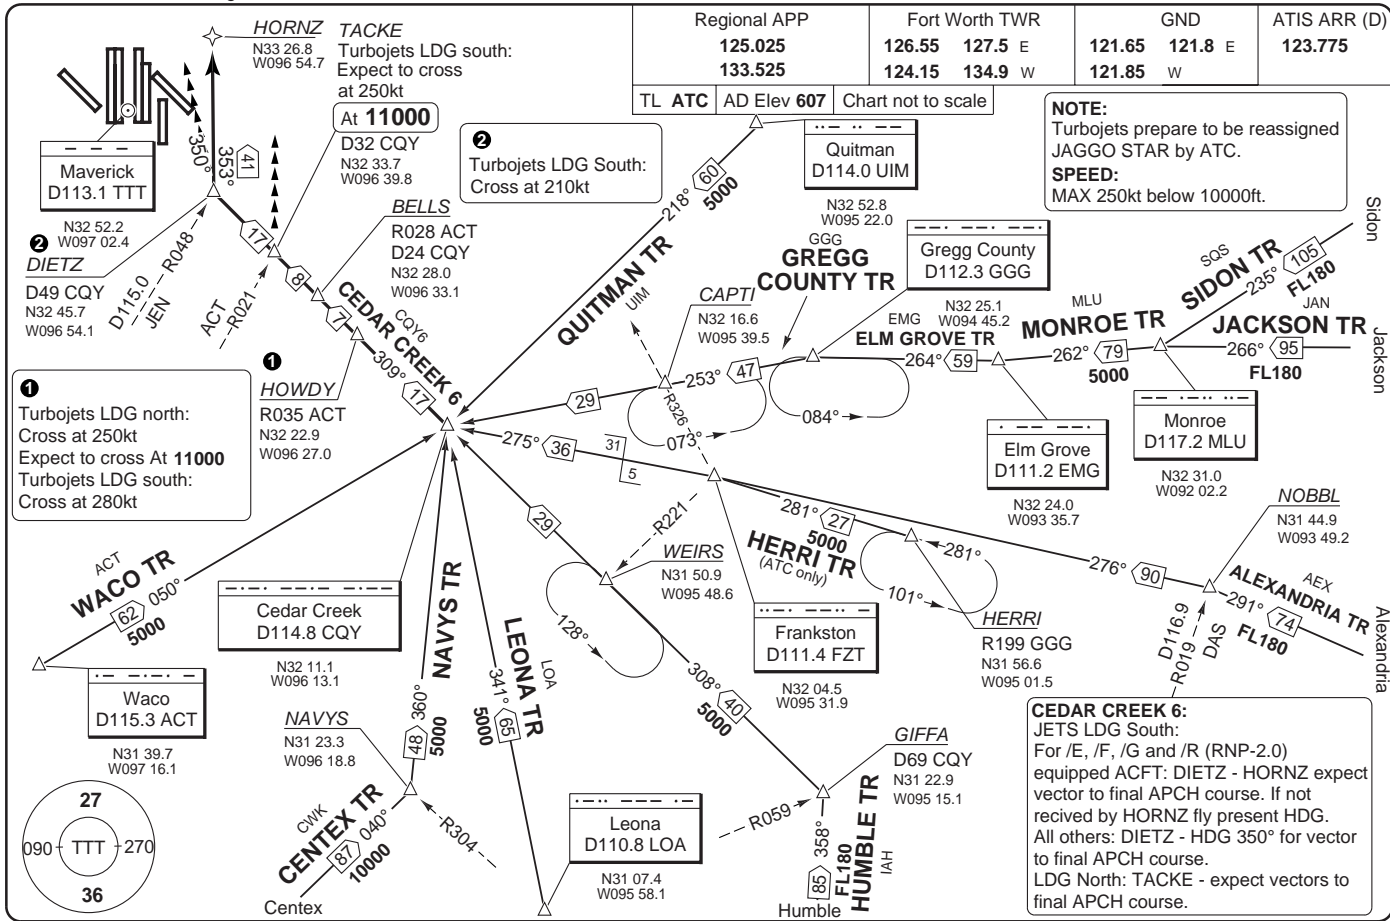 HORNZ
N33 26.8
W096 54.7
TACKE
Turbojets LDG south:
Expect to cross
at 250kt
At 11000
D32 CQY
N32 33.7
W096 39.8
Regional APP
125.025
133.525
Fort Worth TWR
126.55 127.5 E
124.15 134.9 W
GND
121.65 121.8 E
121.85 W
ATIS ARR (D)
123.775
TL ATC
AD Elev 607
Chart not to scale
NOTE:
Turbojets prepare to be reassigned
JAGGO STAR by ATC.
SPEED:
MAX 250kt below 10000ft.
2
Turbojets LDG South:
Cross at 210kt
Maverick
D113.1 TTT
N32 52.2
W097 02.4
350°
353°
41
2
DIETZ
D49 CQY
N32 45.7
W096 54.1
D115.0
JEN
R048
17
ACT
R021
8
BELLS
R028 ACT
D24 CQY
N32 28.0
W096 33.1
7
CEDAR CREEK 6
CQY6
309°
17
1
HOWDY
R035 ACT
N32 22.9
W096 27.0
1
Turbojets LDG north:
Cross at 250kt
Expect to cross At 11000
Turbojets LDG south:
Cross at 280kt
Quitman
D114.0 UIM
N32 52.8
W095 22.0
218°
60
5000
QUITMAN TR
UIM
CAPTI
N32 16.6
W095 39.5
GGG
GREGG
COUNTY TR
Gregg County
D112.3 GGG
N32 25.1
W094 45.2
29
253°
47
073°
R326
084°
EMG
ELM GROVE TR
264°
59
Elm Grove
D111.2 EMG
N32 24.0
W093 35.7
MLU
MONROE TR
262°
79
5000
Monroe
D117.2 MLU
N32 31.0
W092 02.2
SQS
SIDON TR
235°
105
FL180
Sidon
JAN
JACKSON TR
266°
95
FL180
Jackson
275°
36
31
5
281°
27
5000
HERRI TR
(ATC only)
281°
101°
HERRI
R199 GGG
N31 56.6
W095 01.5
Frankston
D111.4 FZT
N32 04.5
W095 31.9
276°
90
NOBBL
N31 44.9
W093 49.2
D116.9
R019
DAS
AEX
ALEXANDRIA TR
291°
74
FL180
Alexandria
29
R221
WEIRS
N31 50.9
W095 48.6
128°
308°
40
5000
GIFFA
D69 CQY
N31 22.9
W095 15.1
R059
85
358°
FL180
HUMBLE TR
IAH
Humble
ACT
WACO TR
62
050°
5000
Waco
D115.3 ACT
N31 39.7
W097 16.1
Cedar Creek
D114.8 CQY
N32 11.1
W096 13.1
NAVYS TR
48
360°
5000
NAVYS
N31 23.3
W096 18.8
R304
CWK
CENTEX TR
87
040°
10000
Centex
LOA
LEONA TR
341°
65
5000
Leona
D110.8 LOA
N31 07.4
W095 58.1
27
090
TTT
270
36
CEDAR CREEK 6:
JETS LDG South:
For /E, /F, /G and /R (RNP-2.0)
equipped ACFT: DIETZ - HORNZ expect
vector to final APCH course. If not
recived by HORNZ fly present HDG.
All others: DIETZ - HDG 350° for vector
to final APCH course.
LDG North: TACKE - expect vectors to
final APCH course.